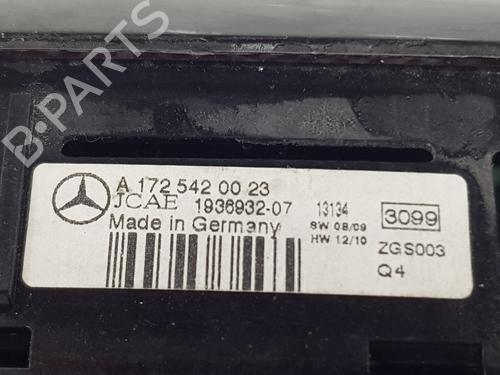 B-PARTS
A 172 542 00 23
JCAE 1936932-07 13134 3099
Made in Germany SW 08/09
HW 12/10 ZGS003
Q4